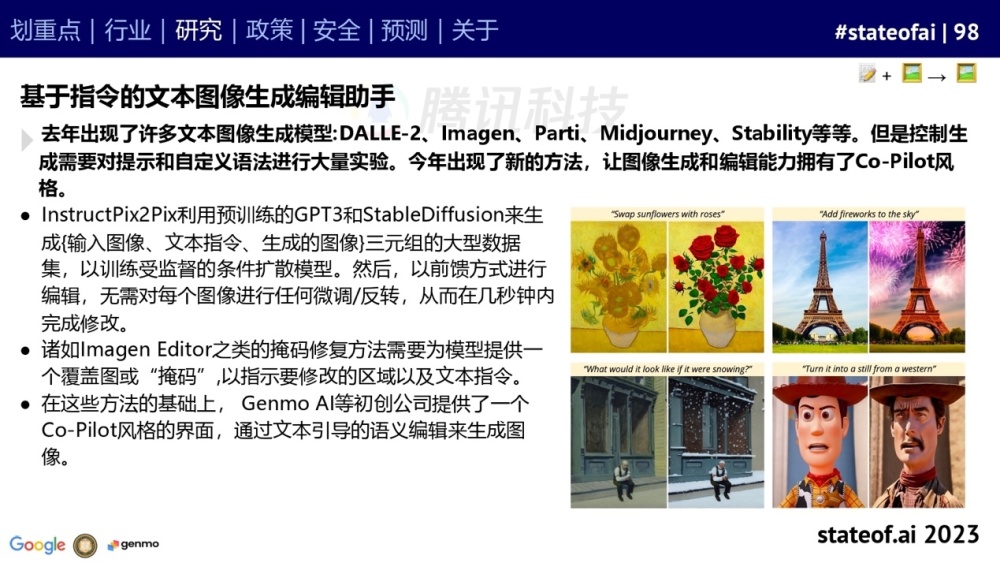 划重点 | 行业 | 研究 | 政策 | 安全 | 预测 | 关于
#stateofai | 98
+ →
基于指令的文本图像生成编辑助手
腾讯科技
去年出现了许多文本图像生成模型:DALLE-2、Imagen、Parti、Midjourney、Stability等等。但是控制生
成需要对提示和自定义语法进行大量实验。今年出现了新的方法，让图像生成和编辑能力拥有了Co-Pilot风
格。
● InstructPix2Pix利用预训练的GPT3和StableDiffusion来生
成{输入图像、文本指令、生成的图像}三元组的大型数据
集，以训练受监督的条件扩散模型。然后，以前馈方式进行
编辑，无需对每个图像进行任何微调/反转，从而在几秒钟内
完成修改。
● 诸如Imagen Editor之类的掩码修复方法需要为模型提供一
个覆盖图或“掩码”,以指示要修改的区域以及文本指令。
● 在这些方法的基础上， Genmo AI等初创公司提供了一个
Co-Pilot风格的界面，通过文本引导的语义编辑来生成图
像。
“Swap sunflowers with roses”
“Add fireworks to the sky”
“What would it look like if it were snowing?”
“Turn it into a still from a western”
Google
genmo
stateof.ai 2023